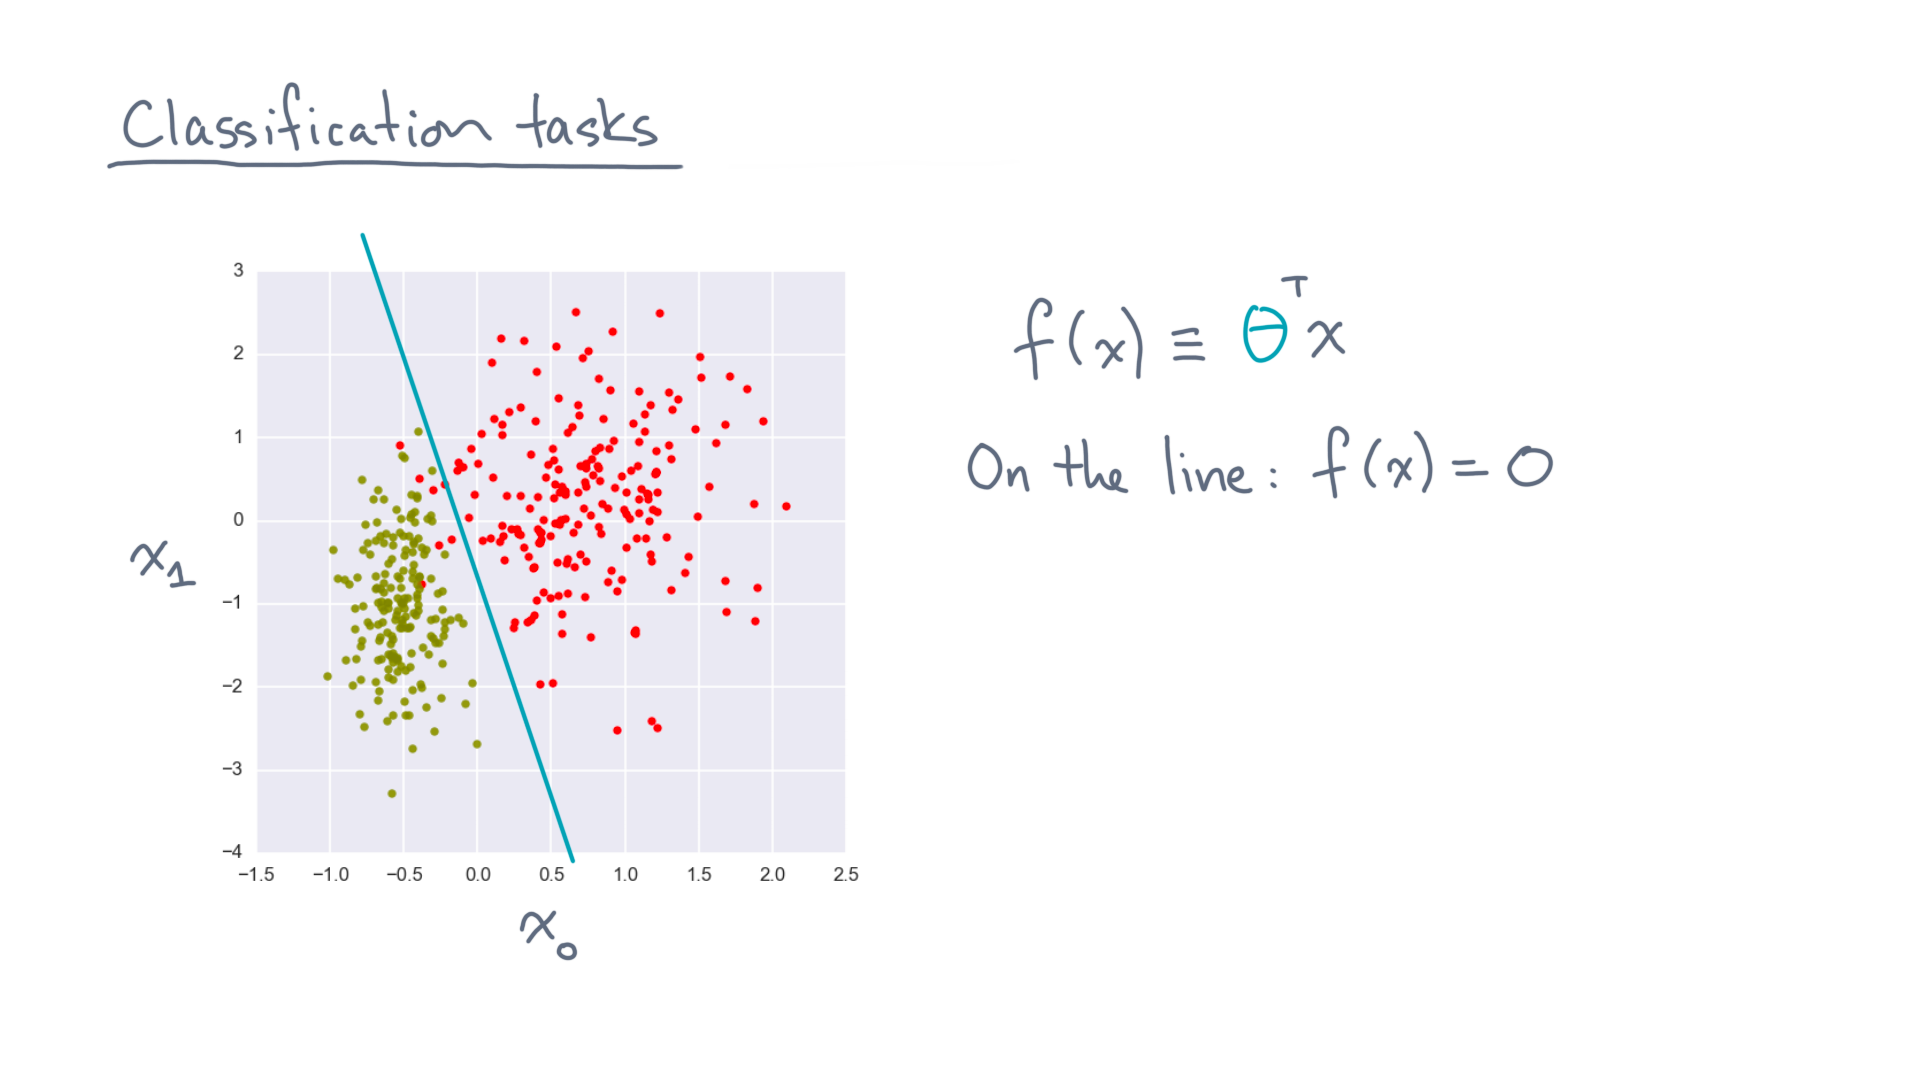 Classification tasks
3
2
1
0
−1
−2
−3
−4
x₁
−1.5 −1.0 −0.5 0.0 0.5 1.0 1.5 2.0 2.5
x₀
f(x) ≡ θᵀx
On the line: f(x) = 0